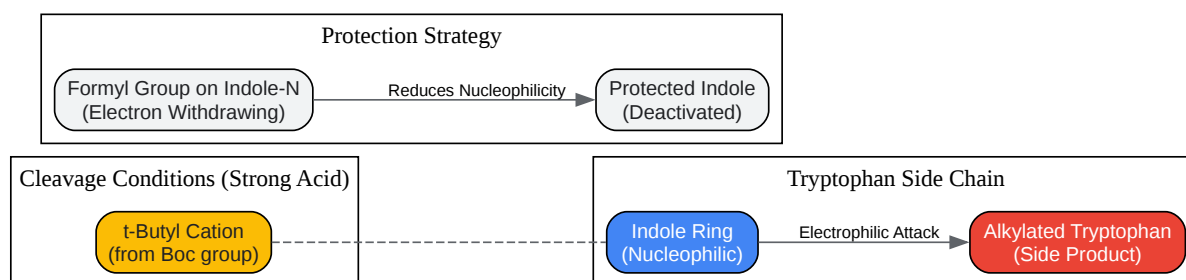 Protection Strategy
Formyl Group on Indole-N
(Electron Withdrawing)
Reduces Nucleophilicity
Protected Indole
(Deactivated)
Cleavage Conditions (Strong Acid)
t-Butyl Cation
(from Boc group)
Tryptophan Side Chain
Indole Ring
(Nucleophilic)
Electrophilic Attack
Alkylated Tryptophan
(Side Product)